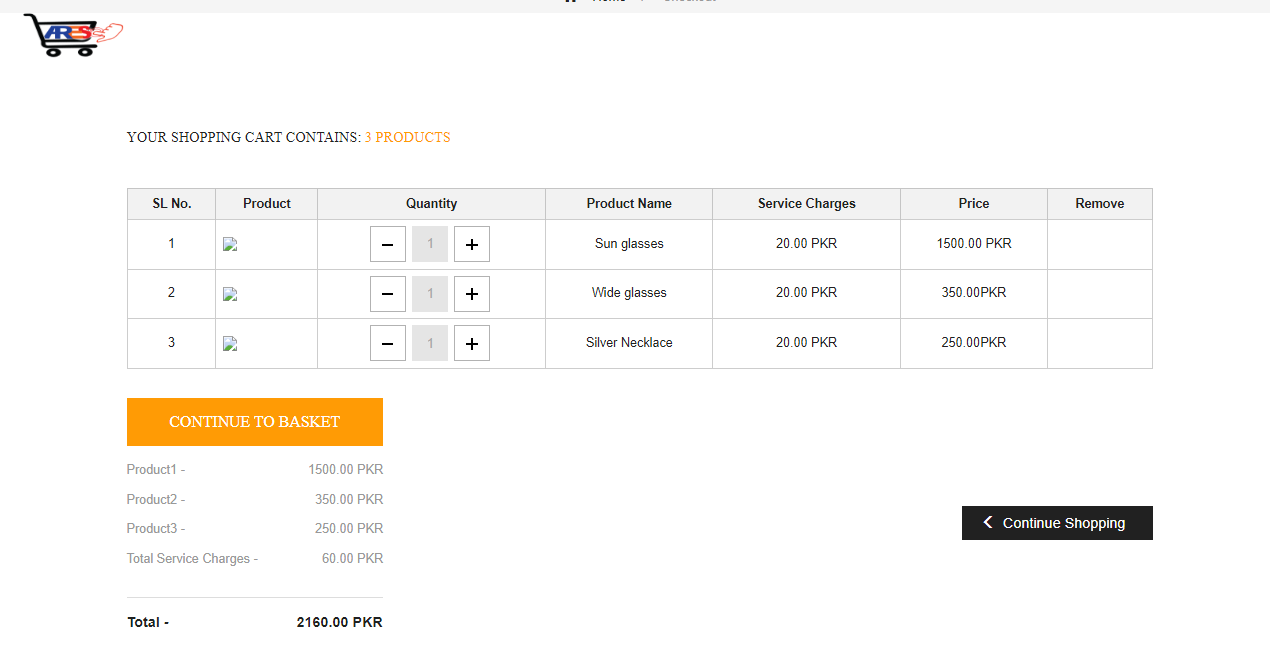 Home / Checkout
ARES
YOUR SHOPPING CART CONTAINS: 3 PRODUCTS
SL No. Product Quantity Product Name Service Charges Price Remove
1 − 1 + Sun glasses 20.00 PKR 1500.00 PKR
2 − 1 + Wide glasses 20.00 PKR 350.00PKR
3 − 1 + Silver Necklace 20.00 PKR 250.00PKR
CONTINUE TO BASKET
Product1 - 1500.00 PKR
Product2 - 350.00 PKR
Continue Shopping
Product3 - 250.00 PKR
Total Service Charges - 60.00 PKR
Total - 2160.00 PKR